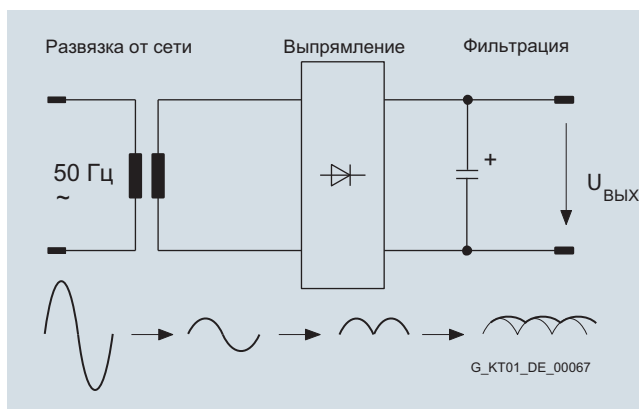 Развязка от сети
Выпрямление
Фильтрация
50 Гц
~
+
U ВЫХ
G_KT01_DE_00067